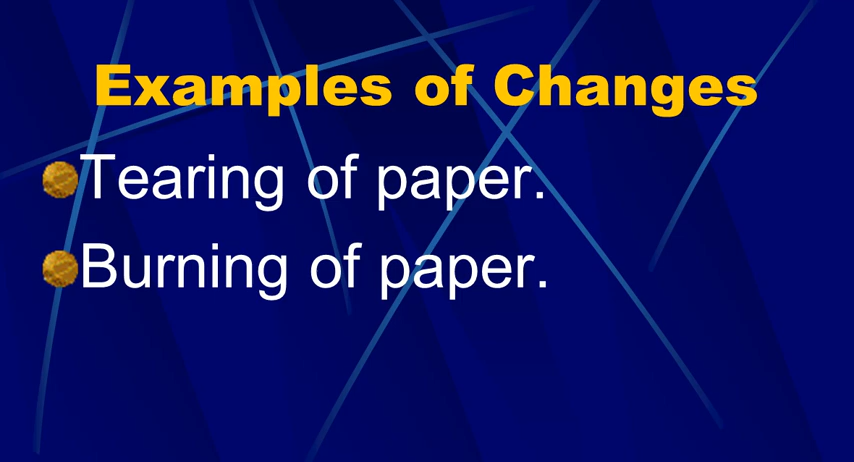 Examples of Changes
Tearing of paper.
Burning of paper.